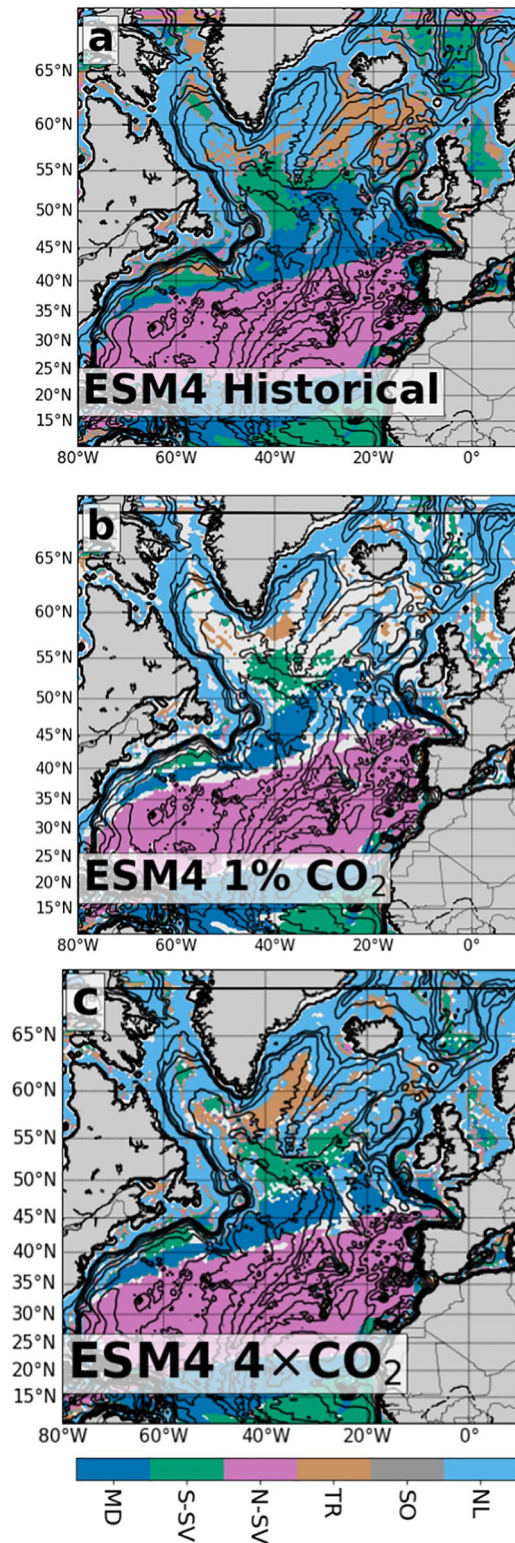 a
65°N
60°N
55°N
50°N
45°N
40°N
35°N
30°N
25°N
20°N
15°N
ESM4 Historical
80°W 60°W 40°W 20°W 0°
b
65°N
60°N
55°N
50°N
45°N
40°N
35°N
30°N
25°N
20°N
15°N
ESM4 1% CO₂
80°W 60°W 40°W 20°W 0°
c
65°N
60°N
55°N
50°N
45°N
40°N
35°N
30°N
25°N
20°N
15°N
ESM4 4×CO₂
80°W 60°W 40°W 20°W 0°
MD S-SV N-SV TR SO NL